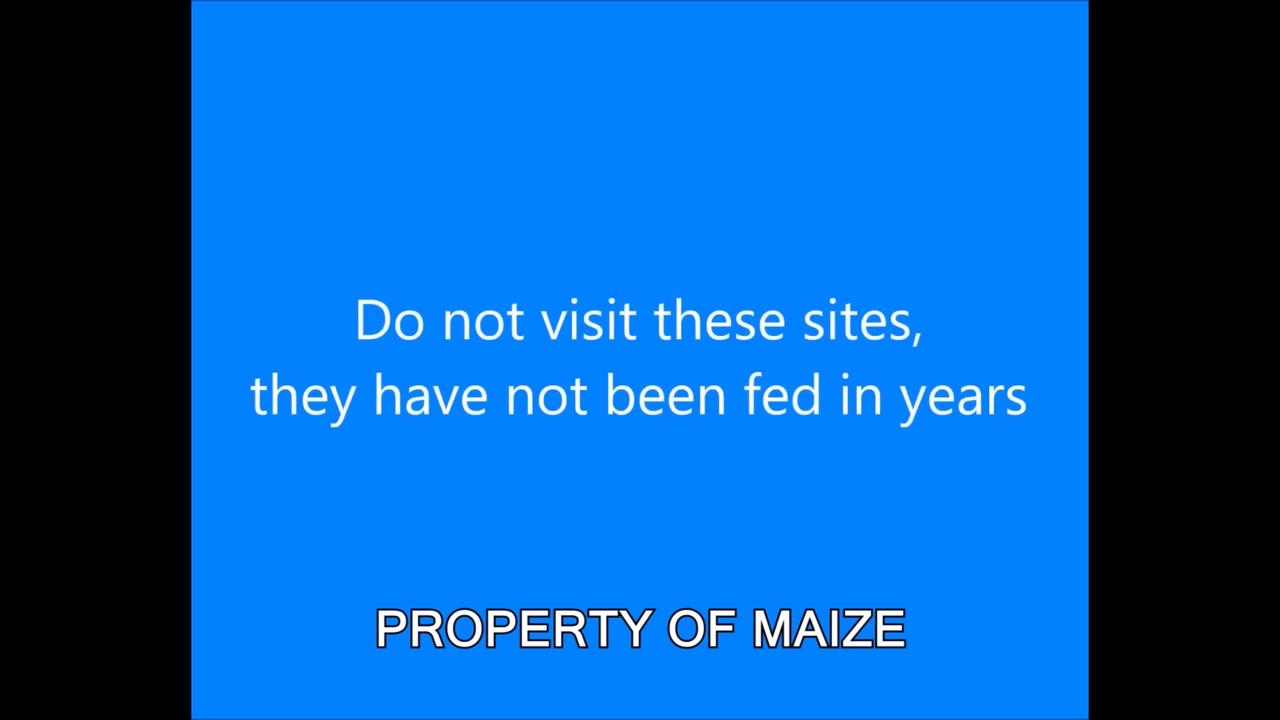 Do not visit these sites,
they have not been fed in years
PROPERTY OF MAIZE